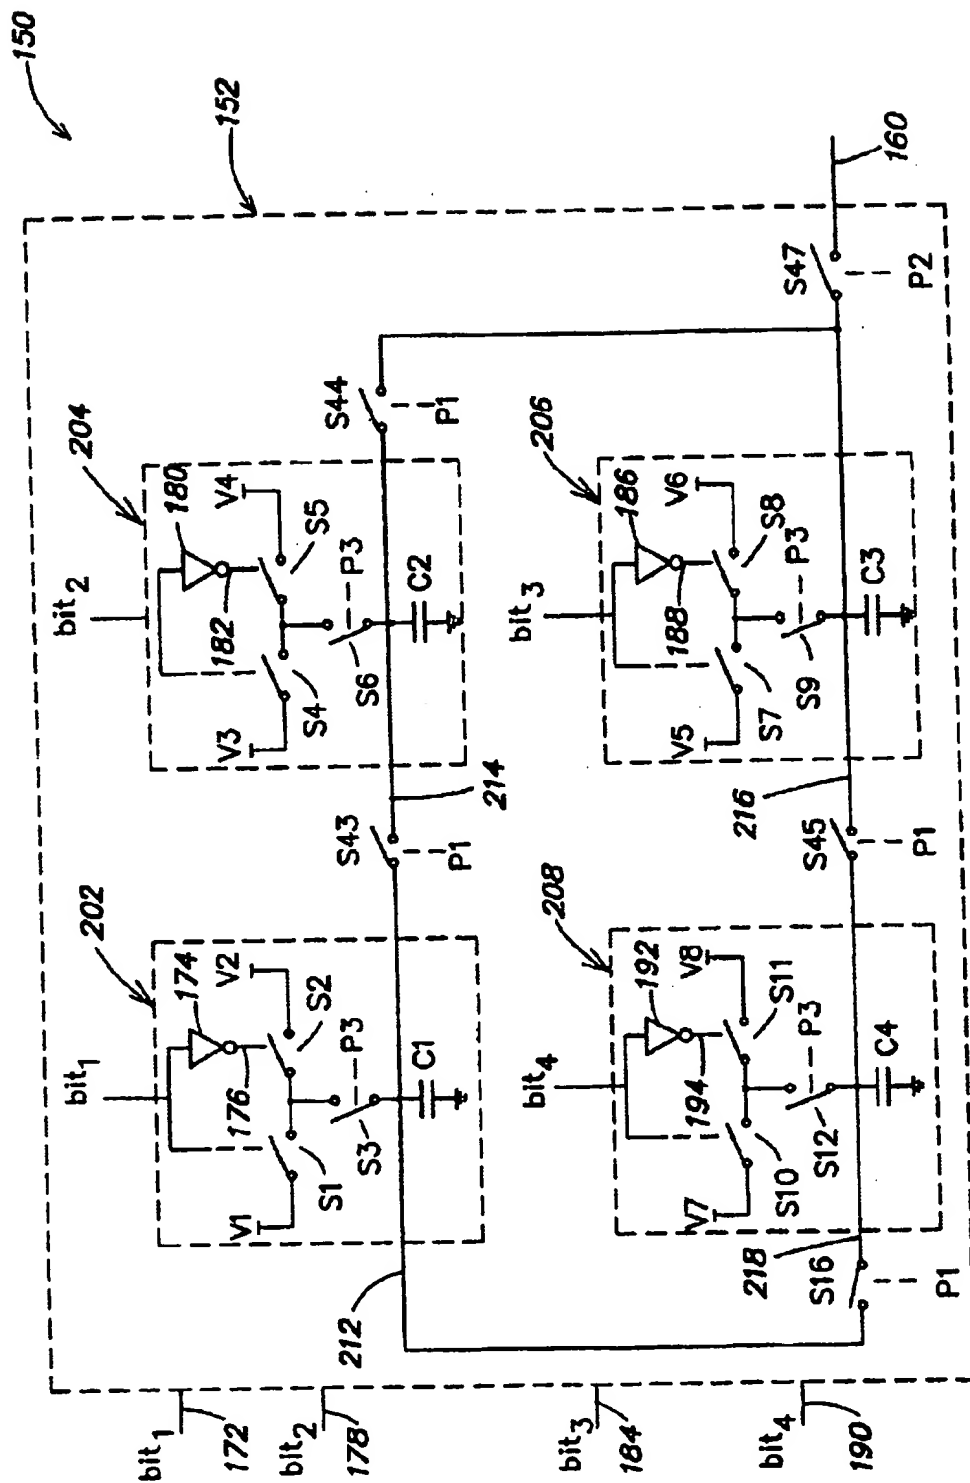 150
152
bit1
172
bit2
178
bit3
184
bit4
190
202
bit1
174
176
V1
V2
S1
S2
S3
P3
C1
212
S43
P1
204
bit2
180
182
V3
V4
S4
S5
S6
P3
C2
214
S44
P1
208
bit4
192
194
V7
V8
S10
S11
S12
P3
C4
218
S16
P1
S45
P1
206
bit3
186
188
V5
V6
S7
S8
S9
P3
C3
216
S47
P2
160